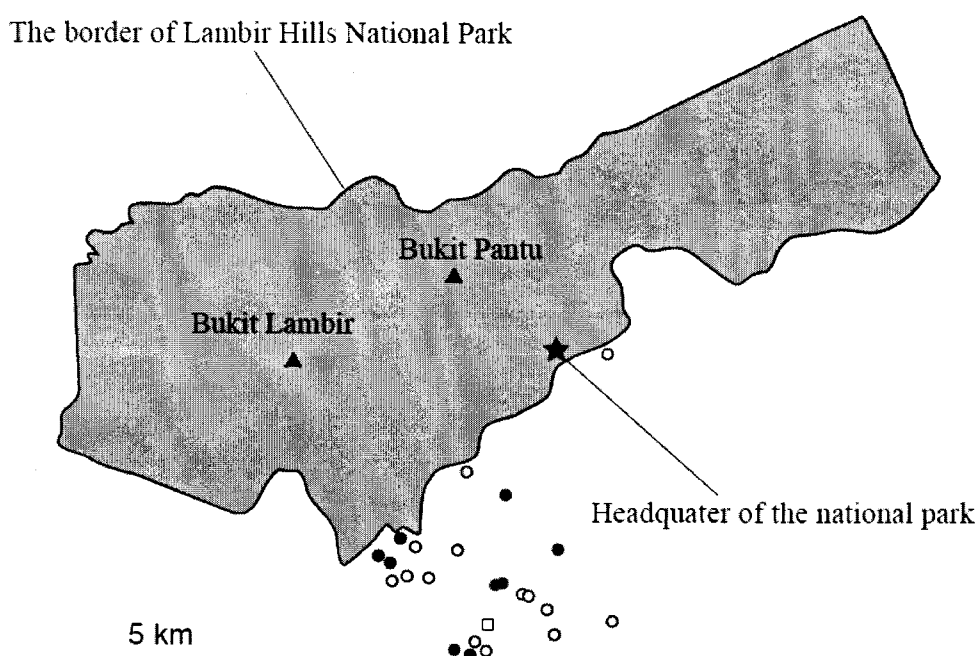 The border of Lambir Hills National Park
Bukit Pantu
Bukit Lambir
Headquater of the national park
5 km